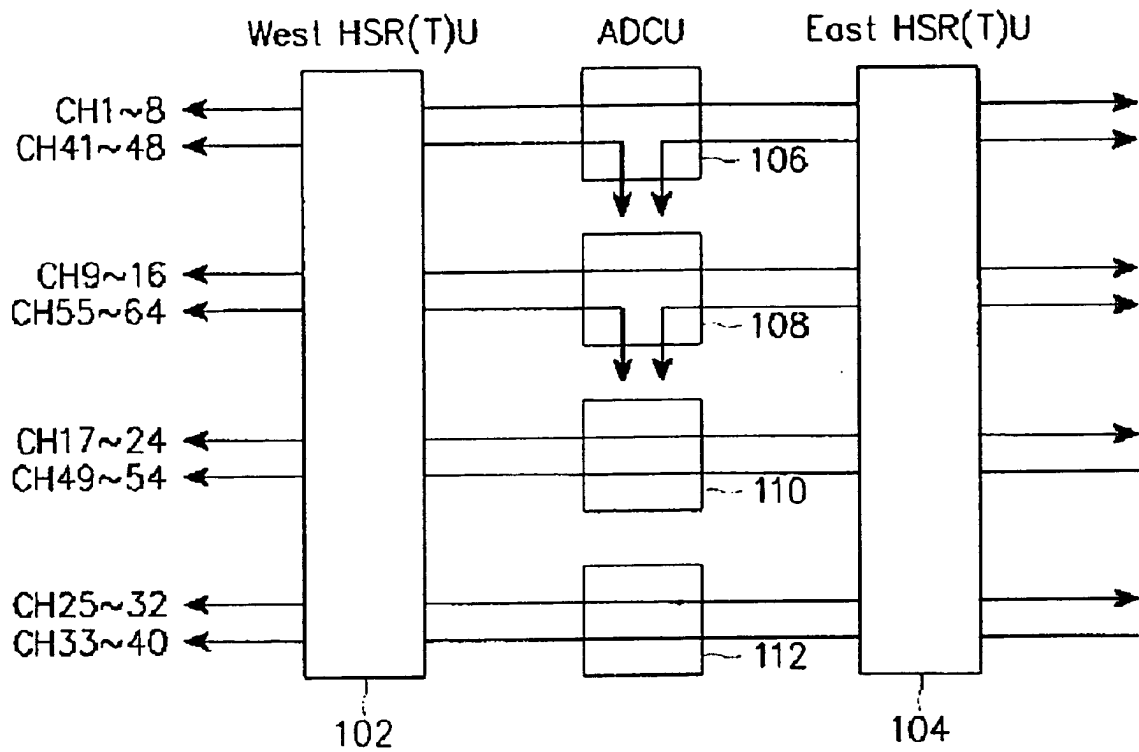 West HSR(T)U ADCU East HSR(T)U
CH1~8
CH41~48
106
CH9~16
CH55~64
108
CH17~24
CH49~54
110
CH25~32
CH33~40
112
102 104